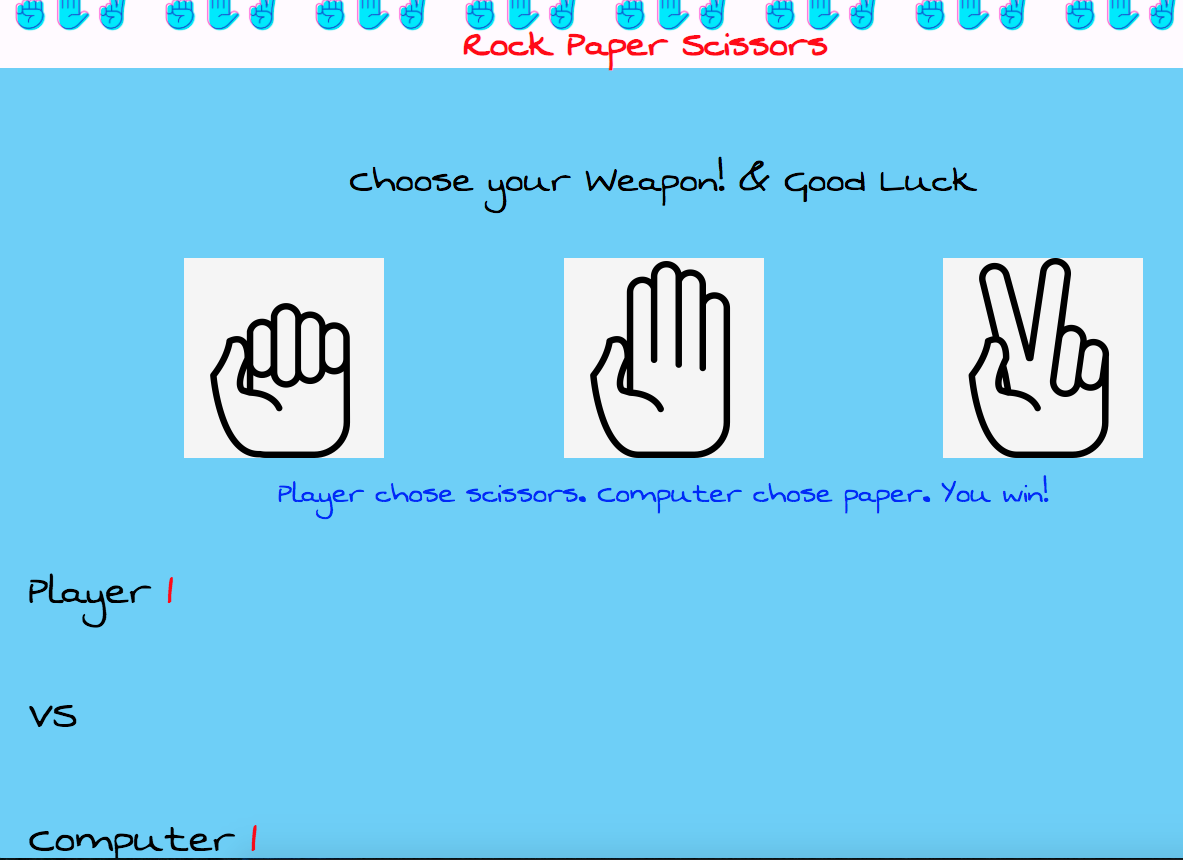 Rock Paper Scissors
Choose your Weapon! & Good Luck
Player chose scissors. Computer chose paper. You win!
Player 1
VS
Computer 1